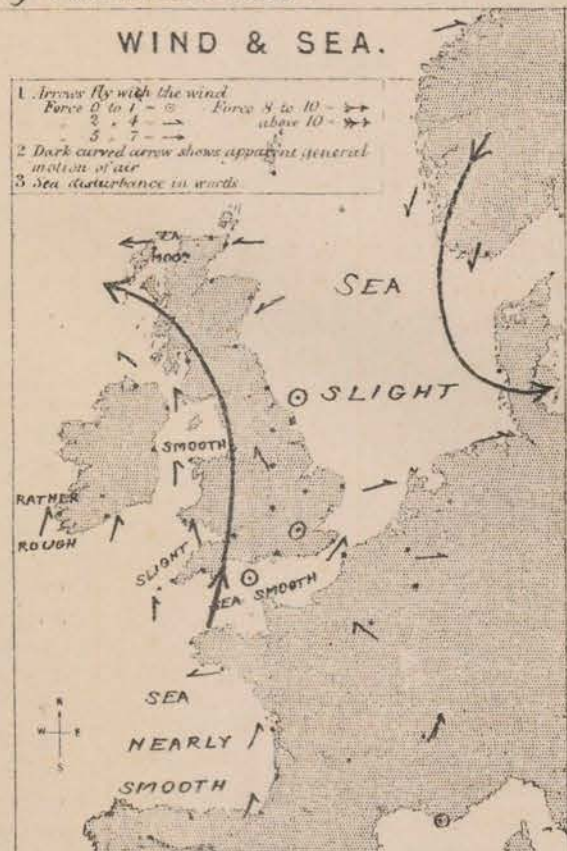 WIND & SEA.
1 Arrows fly with the wind
Force 0 to 1 - ⊙ Force 8 to 10 -
" 2 " 4 - above 10 -
" 5 " 7 -
2 Dark curved arrow shows apparent general
motion of air
3 Sea disturbance in words
SEA
SLIGHT
SMOOTH
RATHER
ROUGH
SLIGHT
SEA SMOOTH
SEA
NEARLY
SMOOTH
N
W E
S